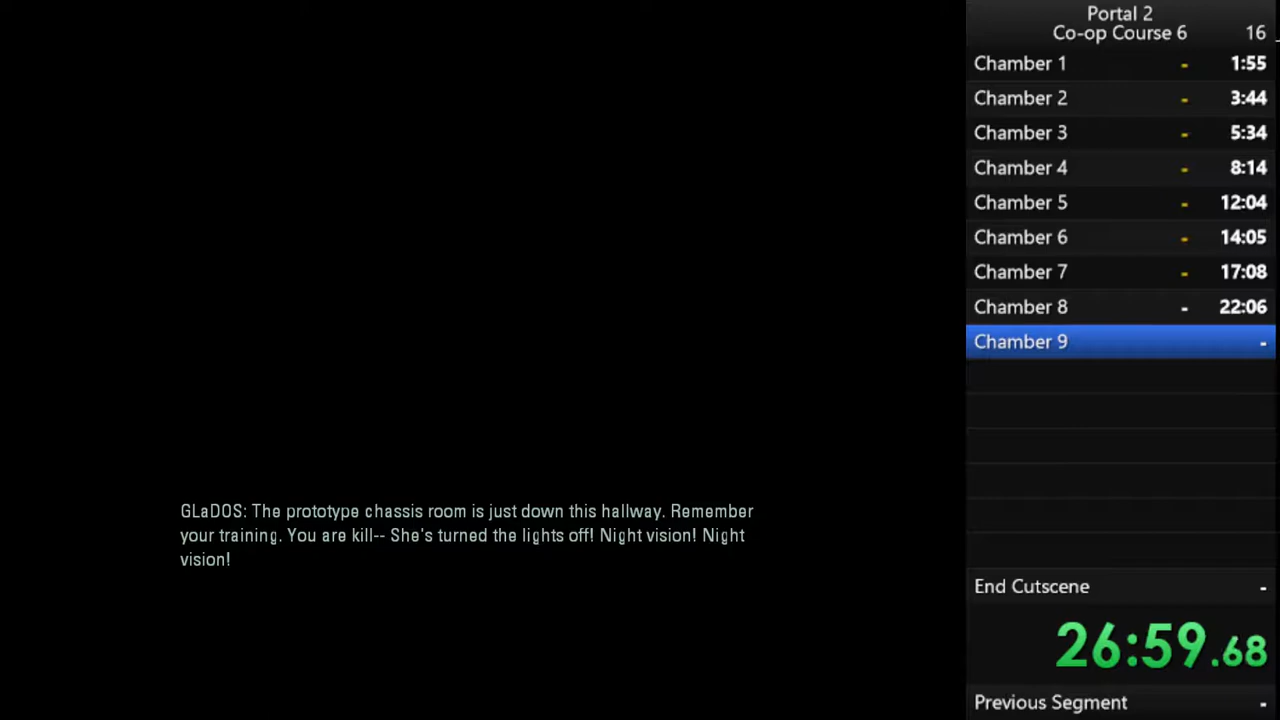 Portal 2
Co-op Course 6 16
Chamber 1 - 1:55
Chamber 2 - 3:44
Chamber 3 - 5:34
Chamber 4 - 8:14
Chamber 5 - 12:04
Chamber 6 - 14:05
Chamber 7 - 17:08
Chamber 8 - 22:06
Chamber 9 -
GLaDOS: The prototype chassis room is just down this hallway. Remember
your training. You are kill-- She's turned the lights off! Night vision! Night
vision!
End Cutscene -
26:59.68
Previous Segment -